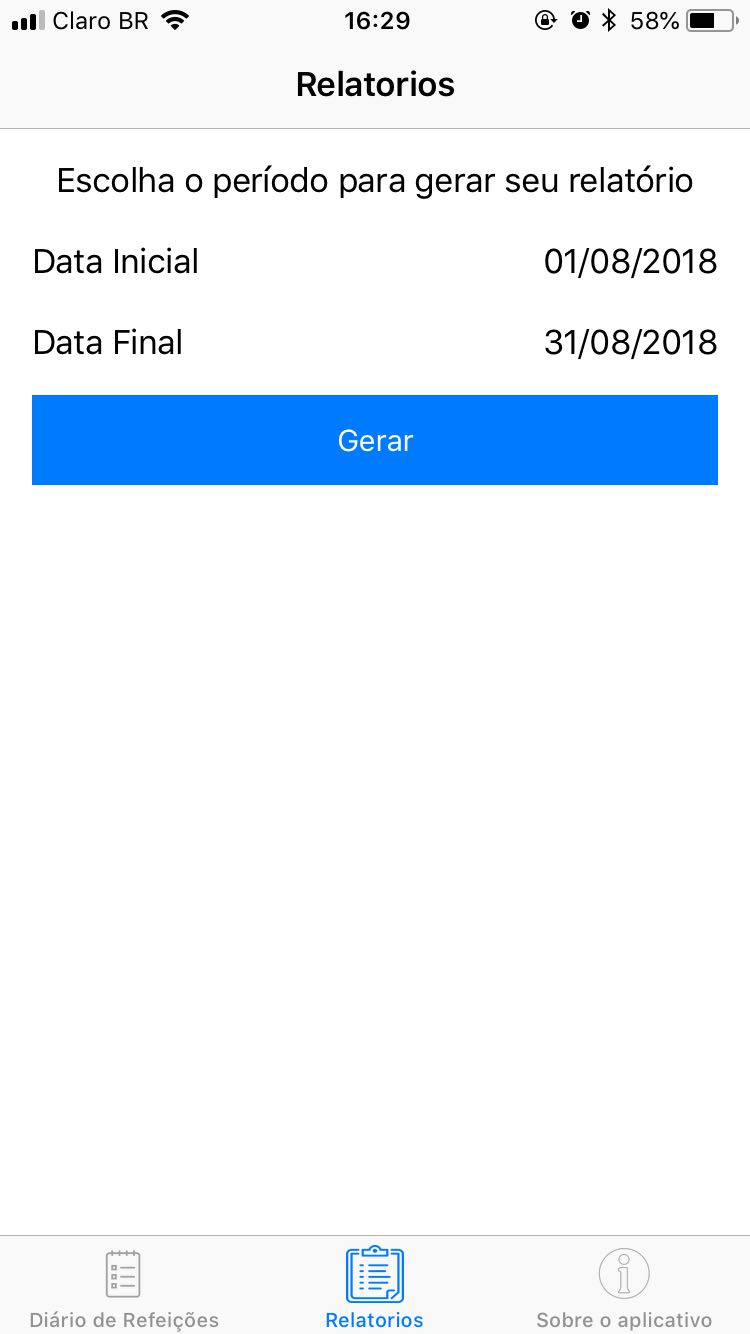 Claro BR 16:29 58%
Relatorios
Escolha o período para gerar seu relatório
Data Inicial 01/08/2018
Data Final 31/08/2018
Gerar
Diário de Refeições Relatorios Sobre o aplicativo